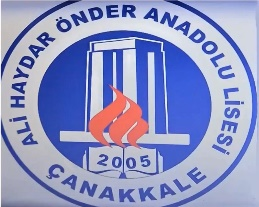 ALİ HAYDAR ÖNDER ANADOLU LİSESİ
2005
ÇANAKKALE